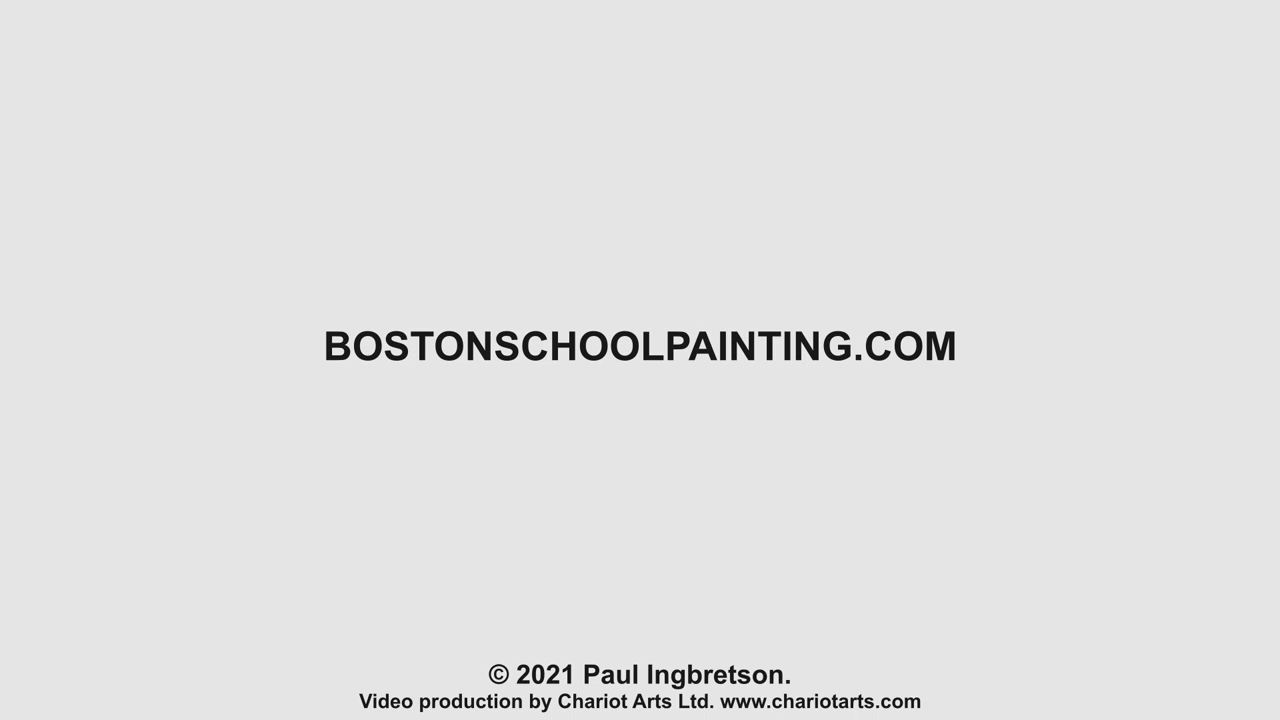 BOSTONSCHOOLPAINTING.COM
© 2021 Paul Ingbretson.
Video production by Chariot Arts Ltd. www.chariotarts.com